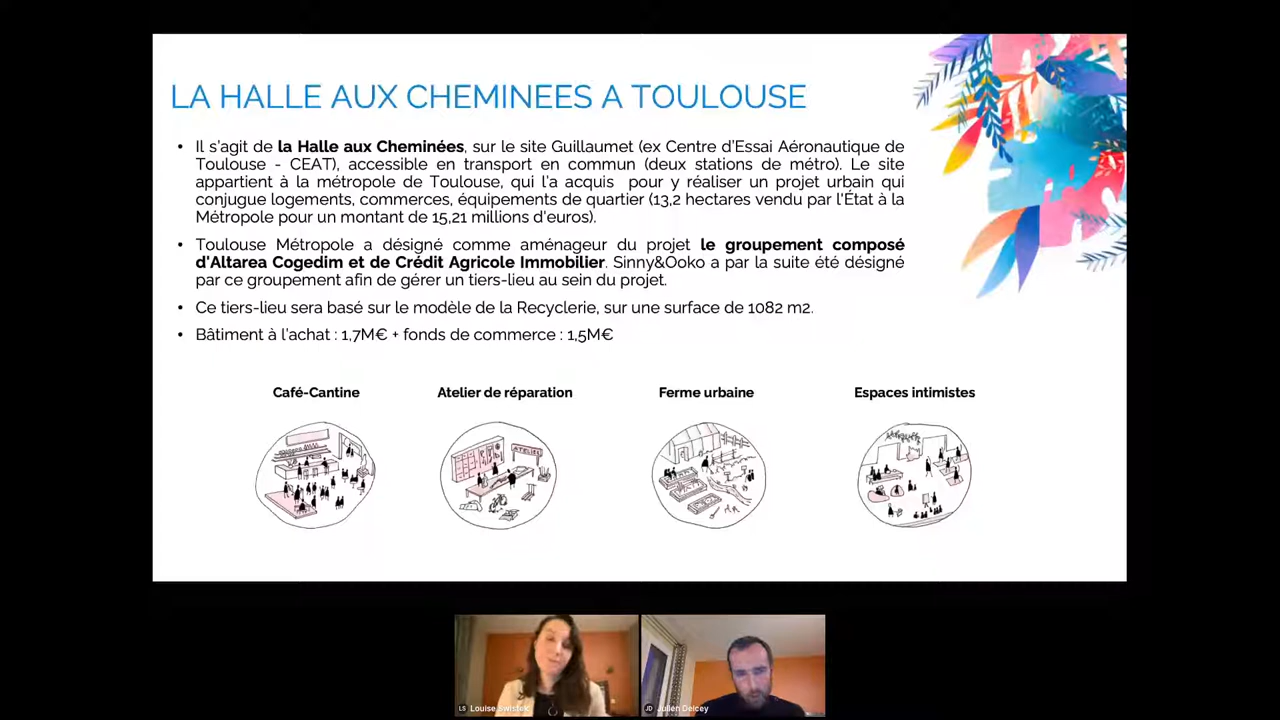 LA HALLE AUX CHEMINEES A TOULOUSE
• Il s'agit de la Halle aux Cheminées, sur le site Guillaumet (ex Centre d'Essai Aéronautique de
Toulouse - CEAT), accessible en transport en commun (deux stations de métro). Le site
appartient à la métropole de Toulouse, qui l'a acquis pour y réaliser un projet urbain qui
conjugue logements, commerces, équipements de quartier (13,2 hectares vendu par l'État à la
Métropole pour un montant de 15,21 millions d'euros).
• Toulouse Métropole a désigné comme aménageur du projet le groupement composé
d'Altarea Cogedim et de Crédit Agricole Immobilier. Sinny&Ooko a par la suite été désigné
par ce groupement afin de gérer un tiers-lieu au sein du projet.
• Ce tiers-lieu sera basé sur le modèle de la Recyclerie, sur une surface de 1082 m2.
• Bâtiment à l'achat : 1,7M€ + fonds de commerce : 1,5M€
Café-Cantine Atelier de réparation Ferme urbaine Espaces intimistes
ATELIER
LS Louise Swistek JD Julien Delcey